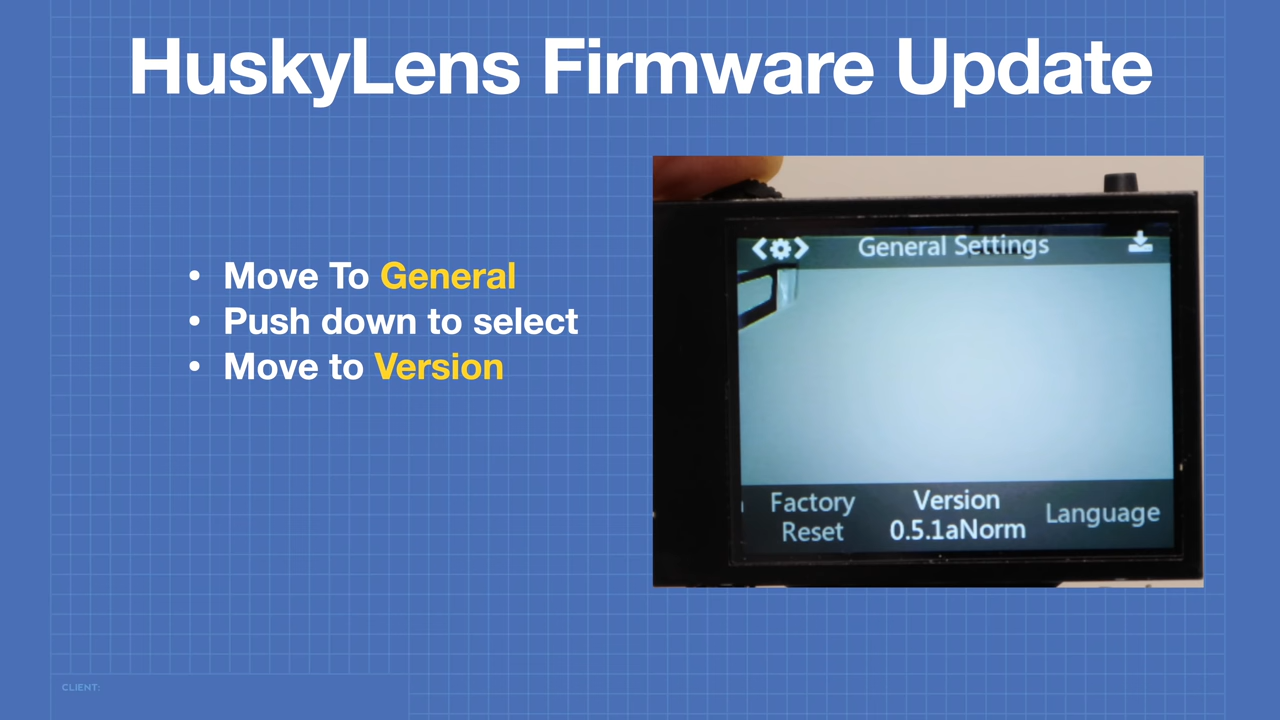 HuskyLens Firmware Update
• Move To General
• Push down to select
• Move to Version
General Settings
Factory
Reset
Version
0.5.1aNorm
Language
CLIENT: